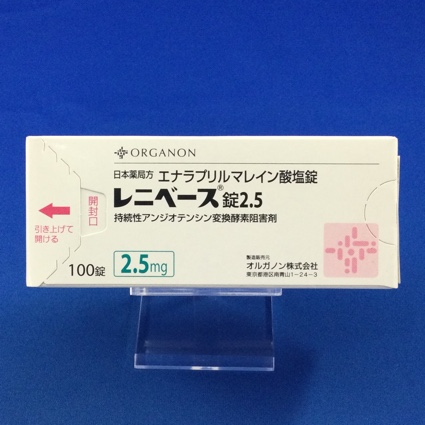 ORGANON
日本薬局方 エナラプリルマレイン酸塩錠
レニベース®錠2.5
持続性アンジオテンシン変換酵素阻害剤
開封口
引き上げて
開ける
100錠 2.5mg
製造販売元
オルガノン株式会社
東京都港区南青山1-24-3